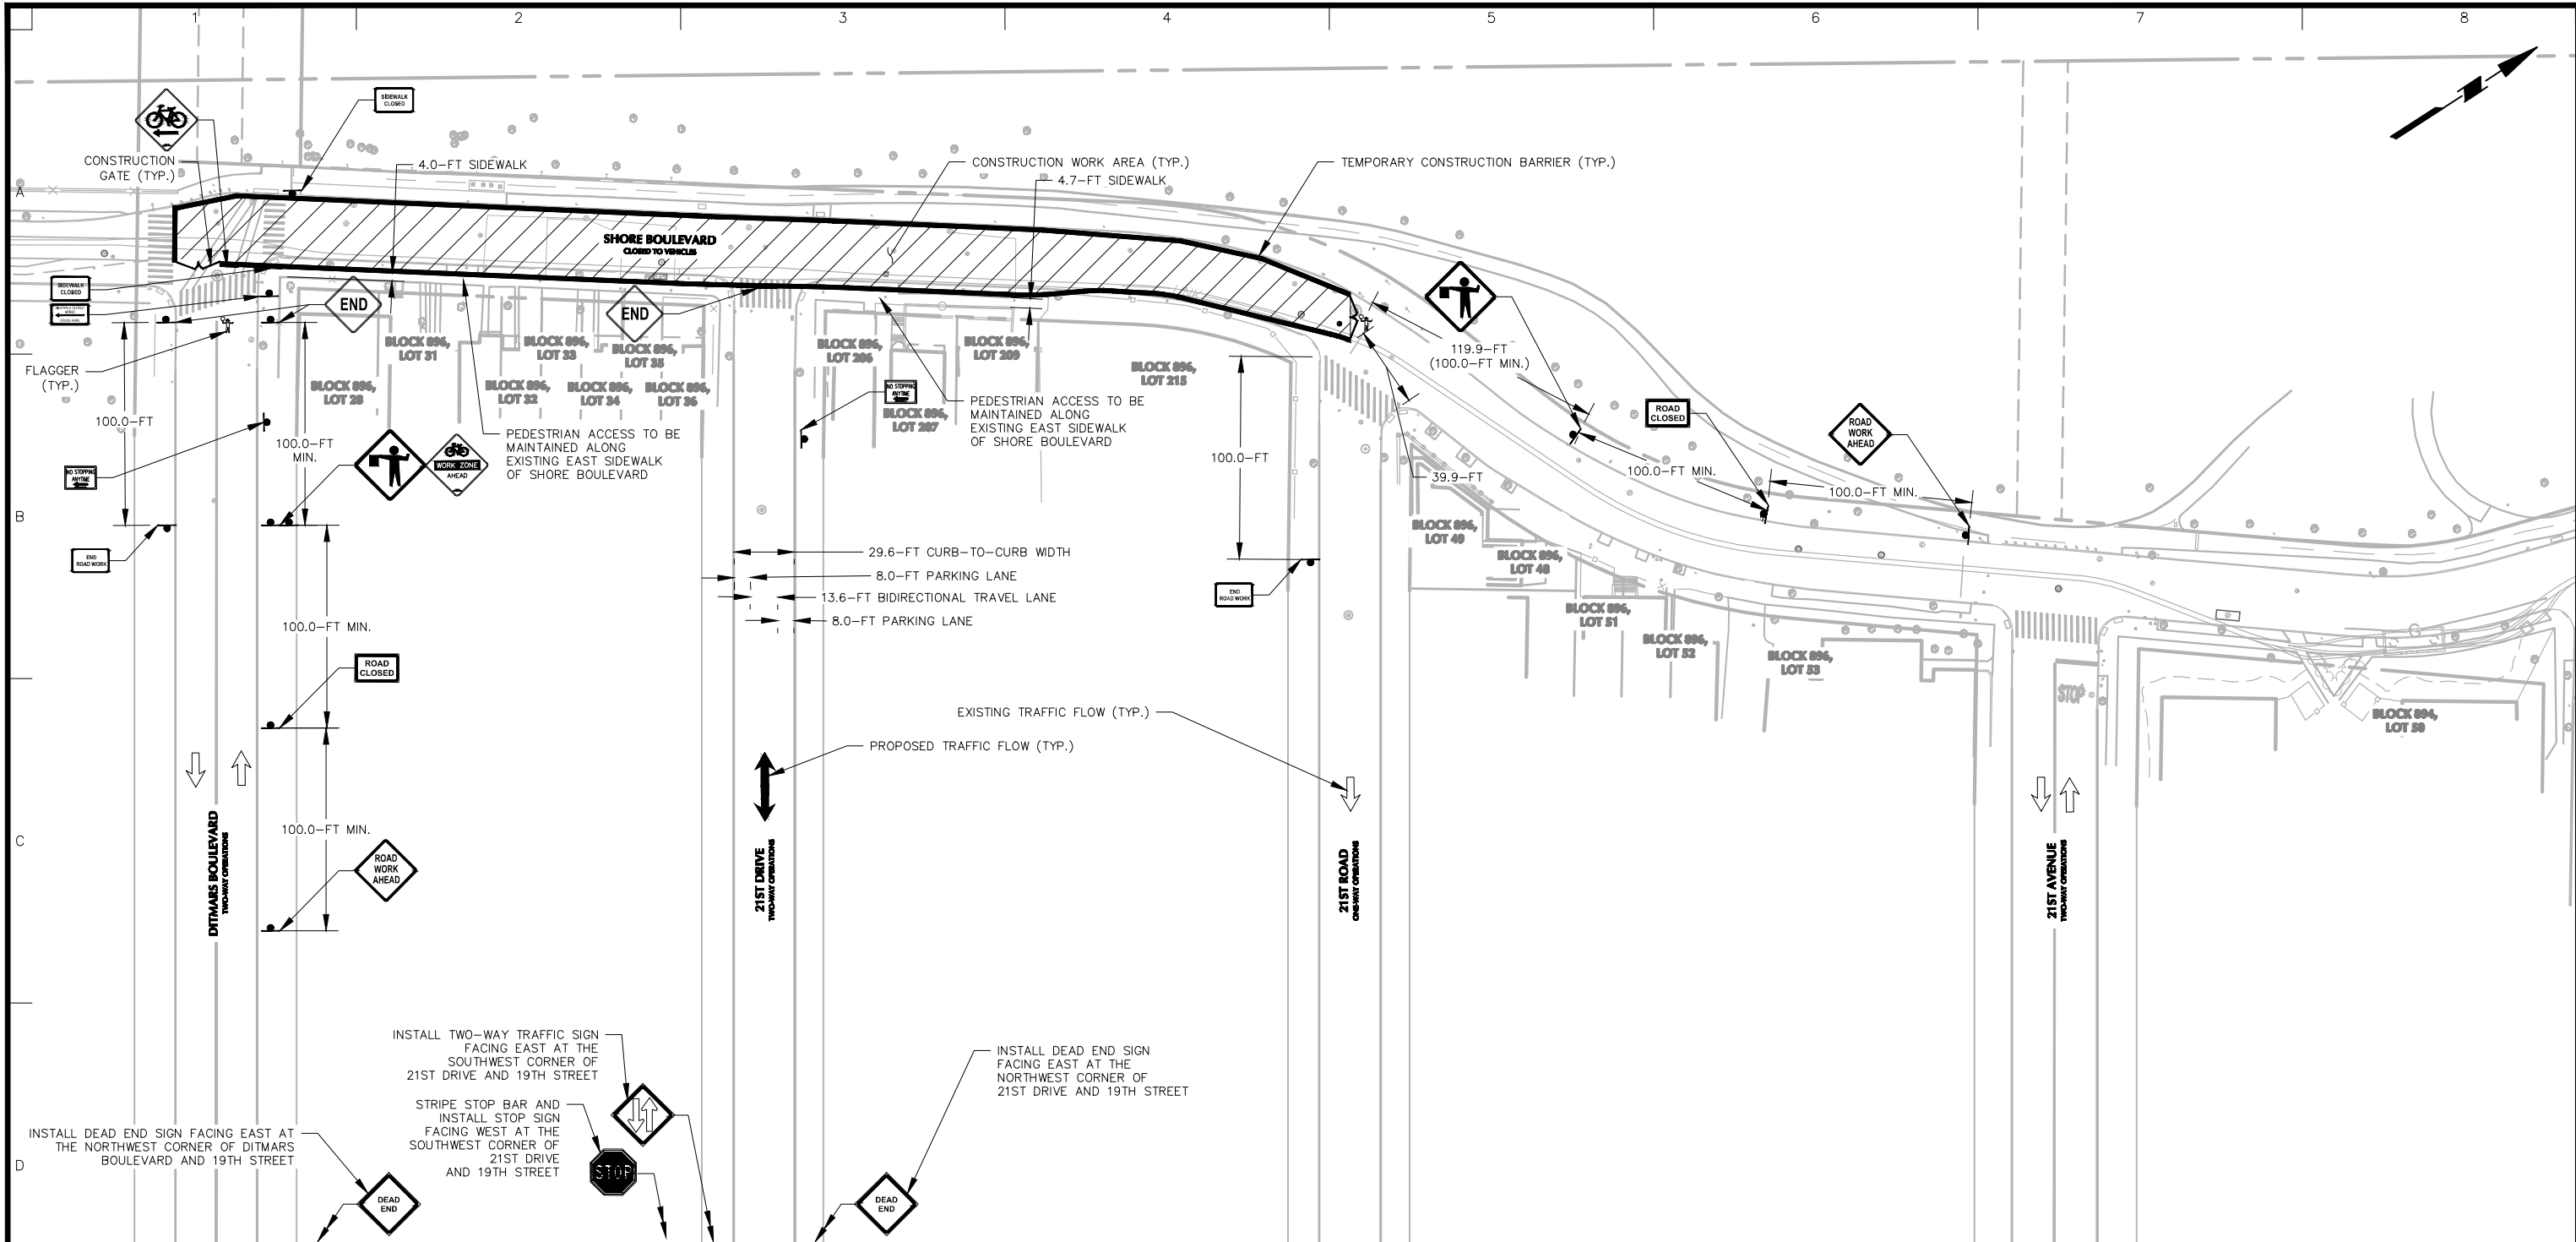 1
2
3
4
5
6
7
8
A
B
C
D
SIDEWALK
CLOSED
CONSTRUCTION
GATE (TYP.)
4.0-FT SIDEWALK
CONSTRUCTION WORK AREA (TYP.)
4.7-FT SIDEWALK
TEMPORARY CONSTRUCTION BARRIER (TYP.)
SHORE BOULEVARD
CLOSED TO VEHICLES
SIDEWALK
CLOSED
END
END
FLAGGER
(TYP.)
100.0-FT
100.0-FT
MIN.
BLOCK 896,
LOT 28
BLOCK 896,
LOT 31
BLOCK 896,
LOT 32
BLOCK 896,
LOT 33
BLOCK 896,
LOT 34
BLOCK 896,
LOT 35
BLOCK 896,
LOT 36
BLOCK 896,
LOT 206
BLOCK 896,
LOT 207
BLOCK 896,
LOT 209
BLOCK 896,
LOT 215
119.9-FT
(100.0-FT MIN.)
NO STOPPING
ANYTIME
NO STOPPING
ANYTIME
WORK ZONE
AHEAD
PEDESTRIAN ACCESS TO BE
MAINTAINED ALONG
EXISTING EAST SIDEWALK
OF SHORE BOULEVARD
PEDESTRIAN ACCESS TO BE
MAINTAINED ALONG
EXISTING EAST SIDEWALK
OF SHORE BOULEVARD
100.0-FT
39.9-FT
ROAD
CLOSED
ROAD
WORK
AHEAD
100.0-FT MIN.
100.0-FT MIN.
END
ROAD WORK
END
ROAD WORK
29.6-FT CURB-TO-CURB WIDTH
8.0-FT PARKING LANE
13.6-FT BIDIRECTIONAL TRAVEL LANE
8.0-FT PARKING LANE
BLOCK 896,
LOT 49
BLOCK 896,
LOT 48
BLOCK 896,
LOT 51
BLOCK 896,
LOT 52
BLOCK 896,
LOT 53
BLOCK 894,
LOT 50
STOP
100.0-FT MIN.
ROAD
CLOSED
100.0-FT MIN.
ROAD
WORK
AHEAD
EXISTING TRAFFIC FLOW (TYP.)
PROPOSED TRAFFIC FLOW (TYP.)
DITMARS BOULEVARD
TWO-WAY OPERATIONS
21ST DRIVE
TWO-WAY OPERATIONS
21ST ROAD
ONE-WAY OPERATIONS
21ST AVENUE
TWO-WAY OPERATIONS
INSTALL TWO-WAY TRAFFIC SIGN
FACING EAST AT THE
SOUTHWEST CORNER OF
21ST DRIVE AND 19TH STREET
STRIPE STOP BAR AND
INSTALL STOP SIGN
FACING WEST AT THE
SOUTHWEST CORNER OF
21ST DRIVE
AND 19TH STREET
STOP
INSTALL DEAD END SIGN
FACING EAST AT THE
NORTHWEST CORNER OF
21ST DRIVE AND 19TH STREET
INSTALL DEAD END SIGN FACING EAST AT
THE NORTHWEST CORNER OF DITMARS
BOULEVARD AND 19TH STREET
DEAD
END
DEAD
END